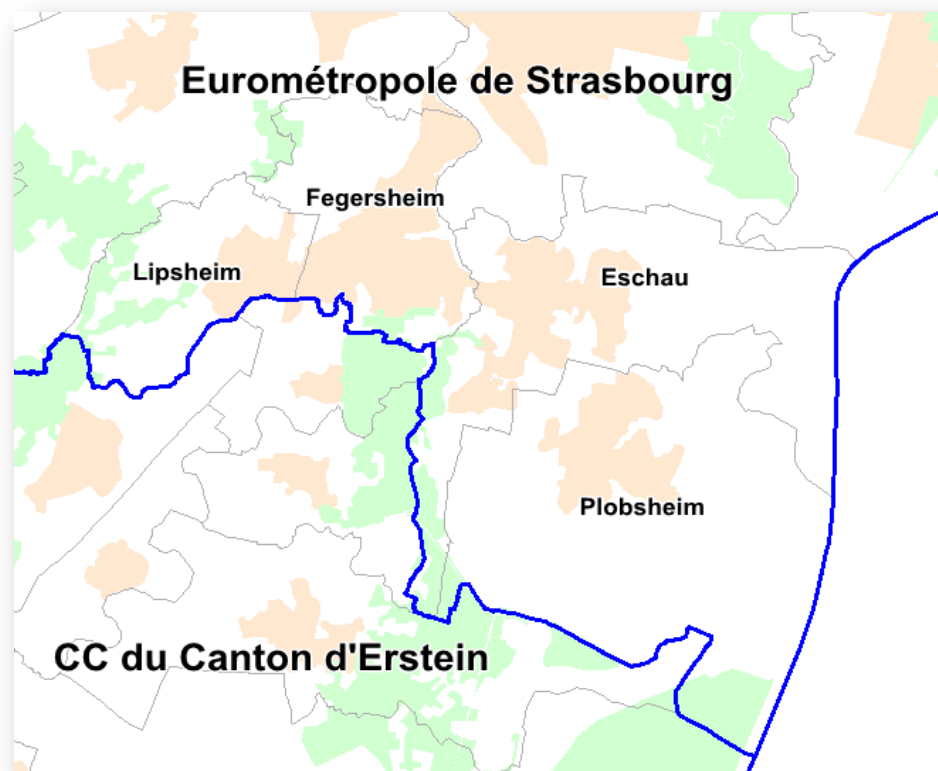 Eurométropole de Strasbourg
Fegersheim
Lipsheim
Eschau
Plobsheim
CC du Canton d'Erstein